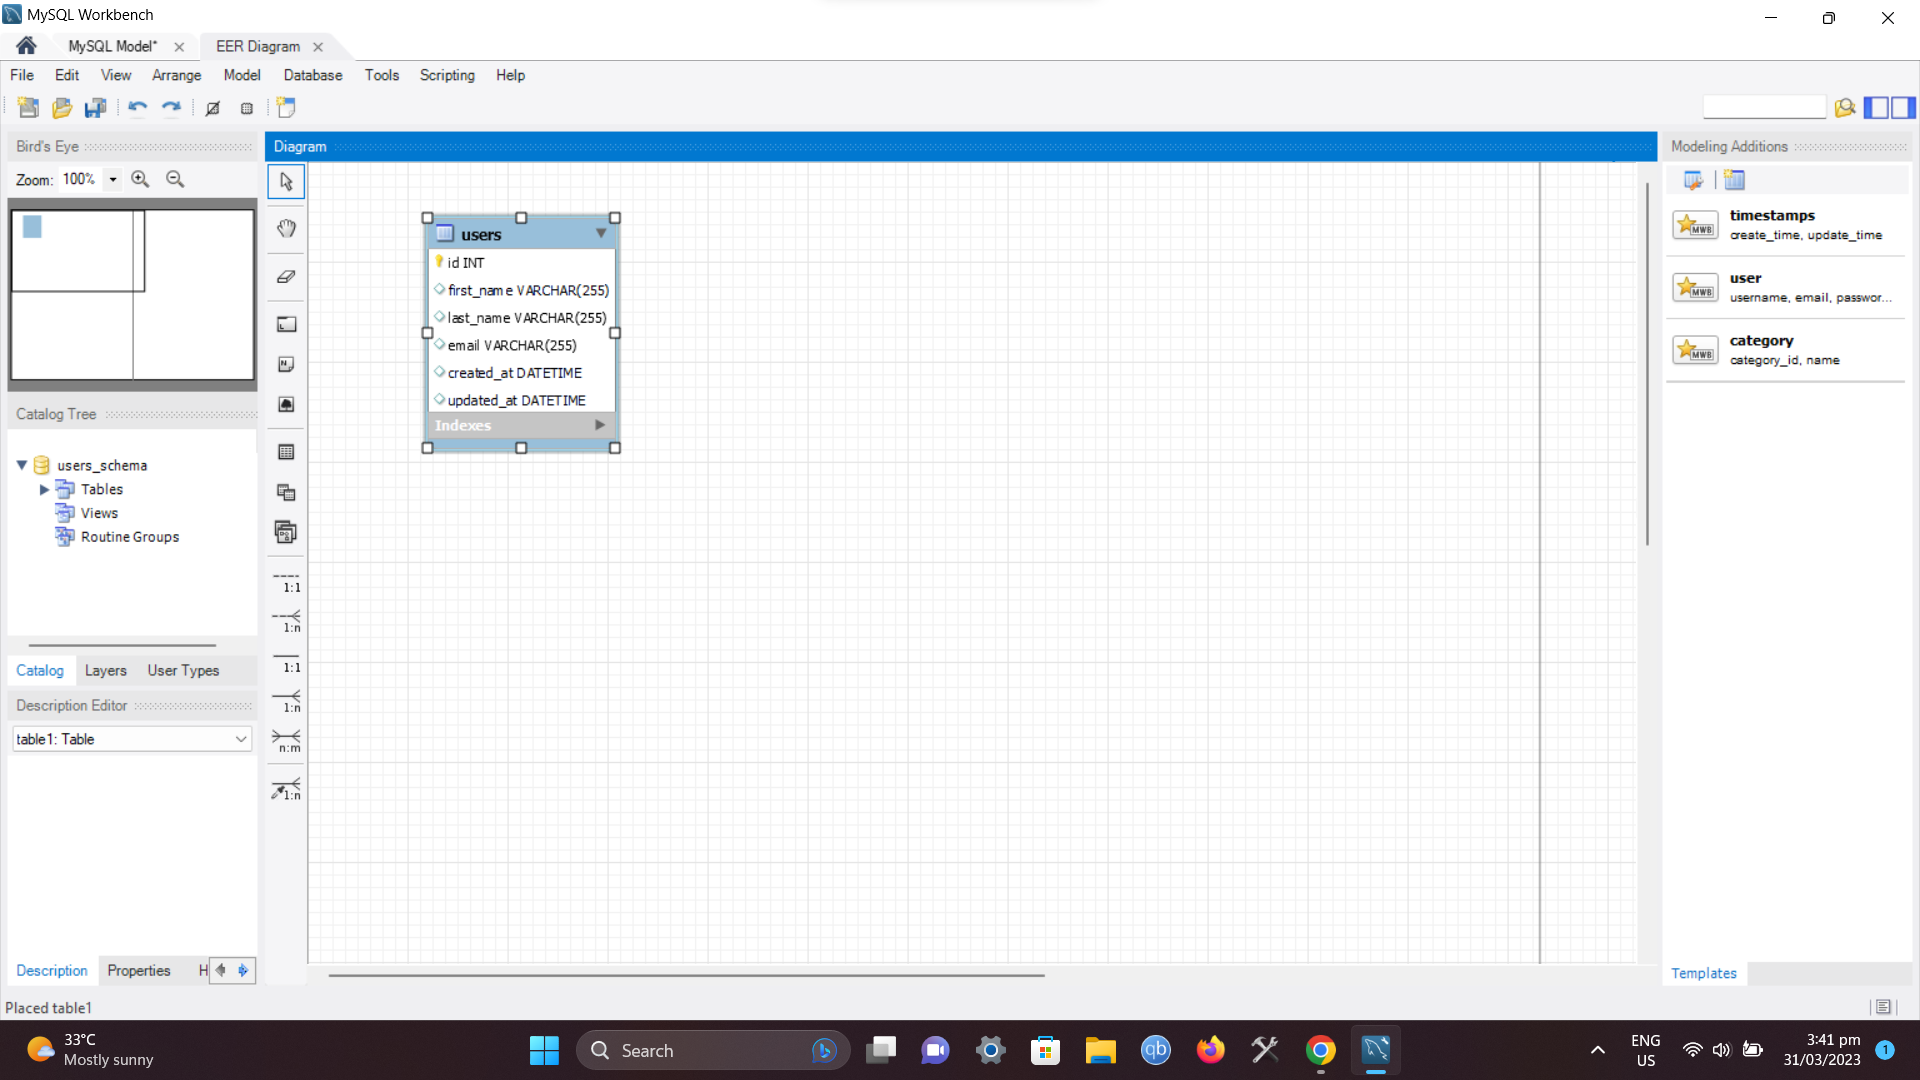 MySQL Workbench
MySQL Model*
EER Diagram
File Edit View Arrange Model Database Tools Scripting Help
Bird's Eye
Zoom: 100%
Diagram
users
id INT
first_name VARCHAR(255)
last_name VARCHAR(255)
email VARCHAR(255)
created_at DATETIME
updated_at DATETIME
Indexes
Catalog Tree
users_schema
Tables
Views
Routine Groups
Catalog Layers User Types
Description Editor
table1: Table
Description Properties H
1:1
1:n
1:1
1:n
n:m
1:n
Modeling Additions
MWB
timestamps
create_time, update_time
MWB
user
username, email, passwor...
MWB
category
category_id, name
Templates
Placed table1
33°C
Mostly sunny
Search
qb
ENG
US
3:41 pm
31/03/2023
1